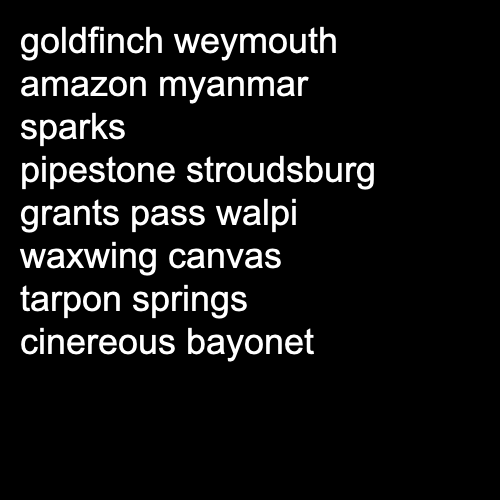 goldfinch weymouth
amazon myanmar
sparks
pipestone stroudsburg
grants pass walpi
waxwing canvas
tarpon springs
cinereous bayonet